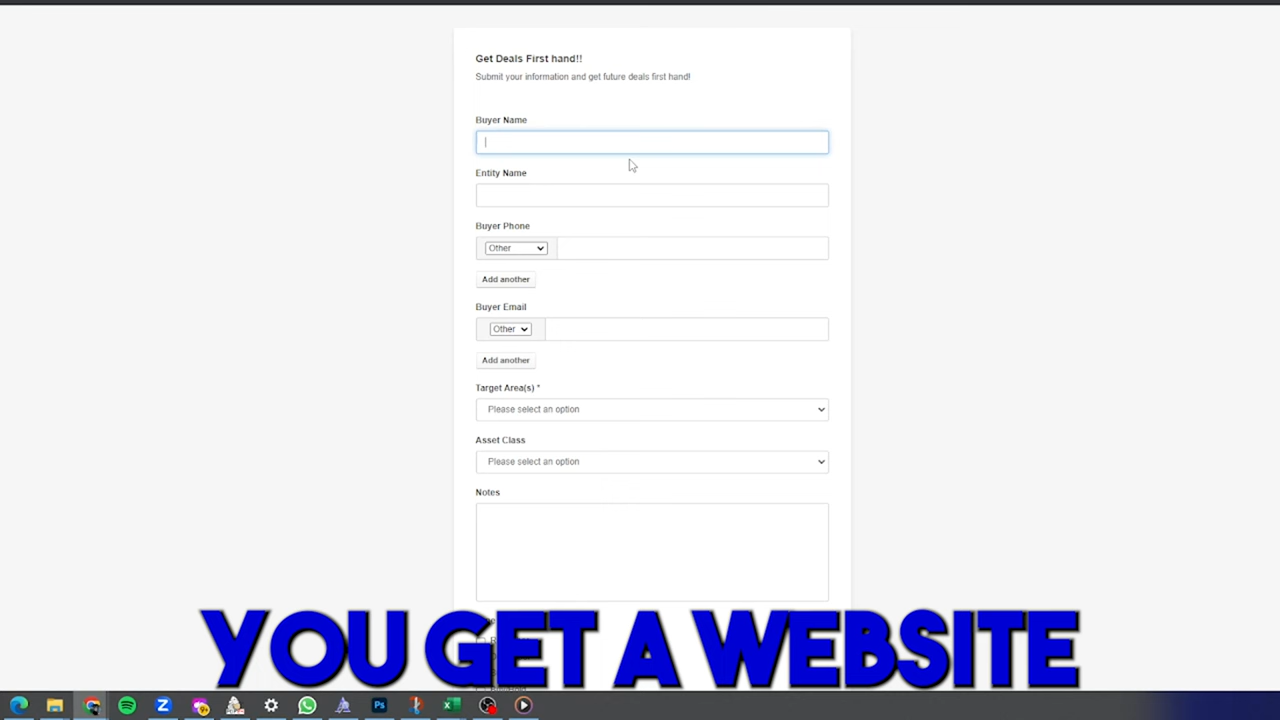 Get Deals First hand!!
Submit your information and get future deals first hand!
Buyer Name
Entity Name
Buyer Phone
Other
Add another
Buyer Email
Other
Add another
Target Area(s) *
Please select an option
Asset Class
Please select an option
Notes
YOU GET A WEBSITE